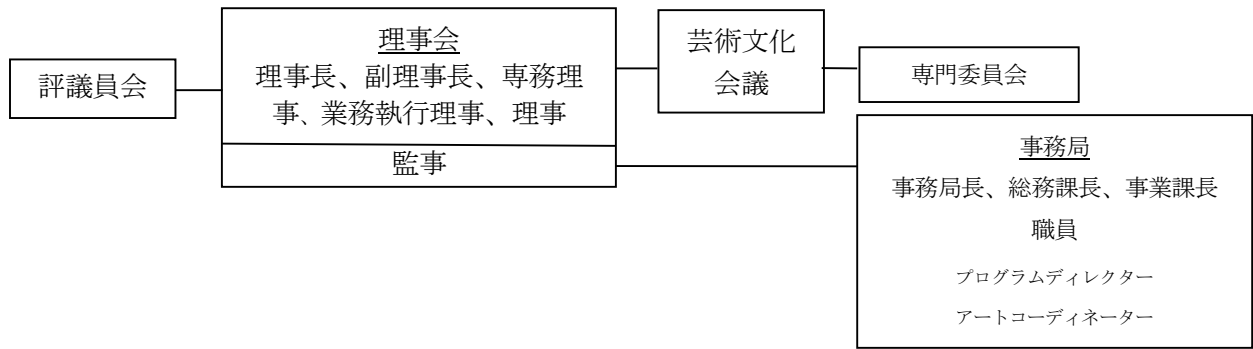 評議員会
理事会
理事長、副理事長、専務理
事、業務執行理事、理事
監事
芸術文化
会議
専門委員会
事務局
事務局長、総務課長、事業課長
職員
プログラムディレクター
アートコーディネーター